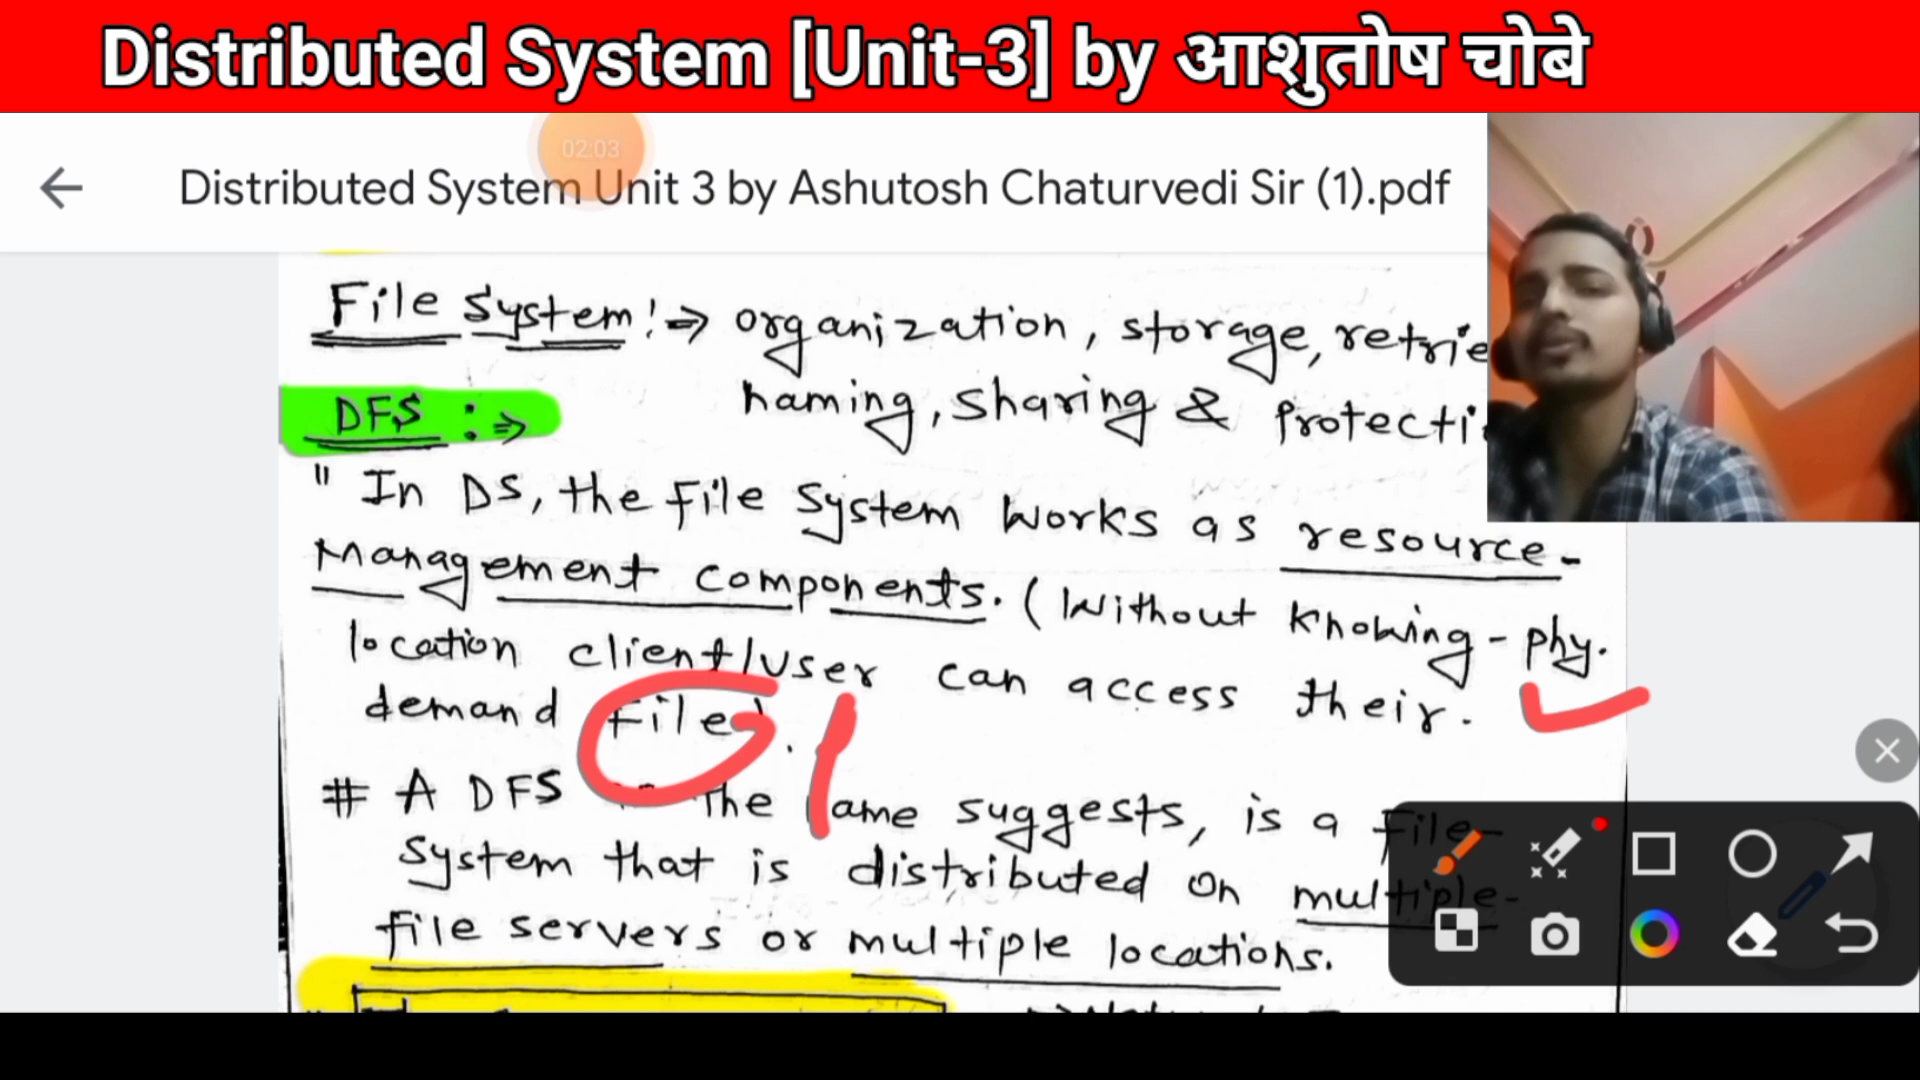 Distributed System [Unit-3] by आशुतोष चोबे
02:03
Distributed System Unit 3 by Ashutosh Chaturvedi Sir (1).pdf
File System :⇒ organization, storage, retrie
naming, sharing & Protecti
DFS :⇒
" In DS, the File System Works as resource-
Management components. (Without Knowing - phy.
location client/user can access their.
demand File).
# A DFS the ame suggests, is a File-
System that is distributed on multiple-
file servers or multiple locations.